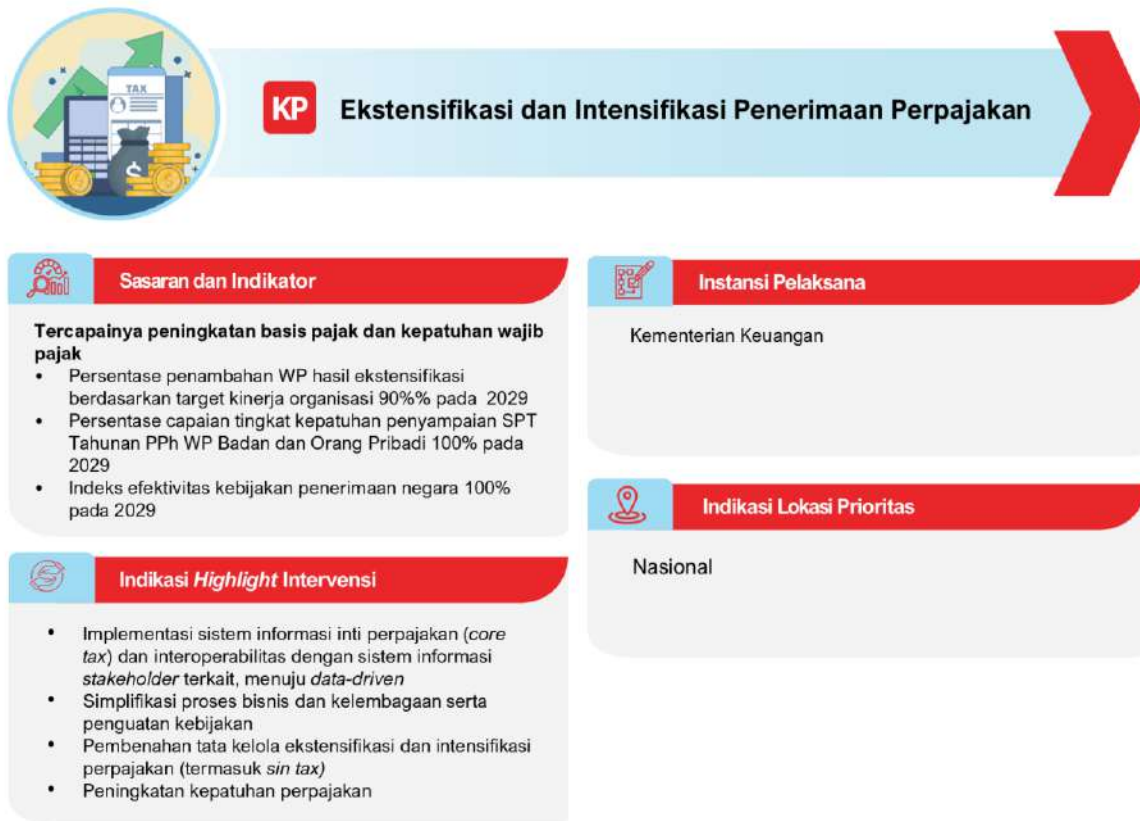 TAX
$
KP
Ekstensifikasi dan Intensifikasi Penerimaan Perpajakan
Sasaran dan Indikator
Tercapainya peningkatan basis pajak dan kepatuhan wajib
pajak
• Persentase penambahan WP hasil ekstensifikasi
berdasarkan target kinerja organisasi 90%% pada 2029
• Persentase capaian tingkat kepatuhan penyampaian SPT
Tahunan PPh WP Badan dan Orang Pribadi 100% pada
2029
• Indeks efektivitas kebijakan penerimaan negara 100%
pada 2029
Indikasi Highlight Intervensi
• Implementasi sistem informasi inti perpajakan (core
tax) dan interoperabilitas dengan sistem informasi
stakeholder terkait, menuju data-driven
• Simplifikasi proses bisnis dan kelembagaan serta
penguatan kebijakan
• Pembenahan tata kelola ekstensifikasi dan intensifikasi
perpajakan (termasuk sin tax)
• Peningkatan kepatuhan perpajakan
Instansi Pelaksana
Kementerian Keuangan
Indikasi Lokasi Prioritas
Nasional